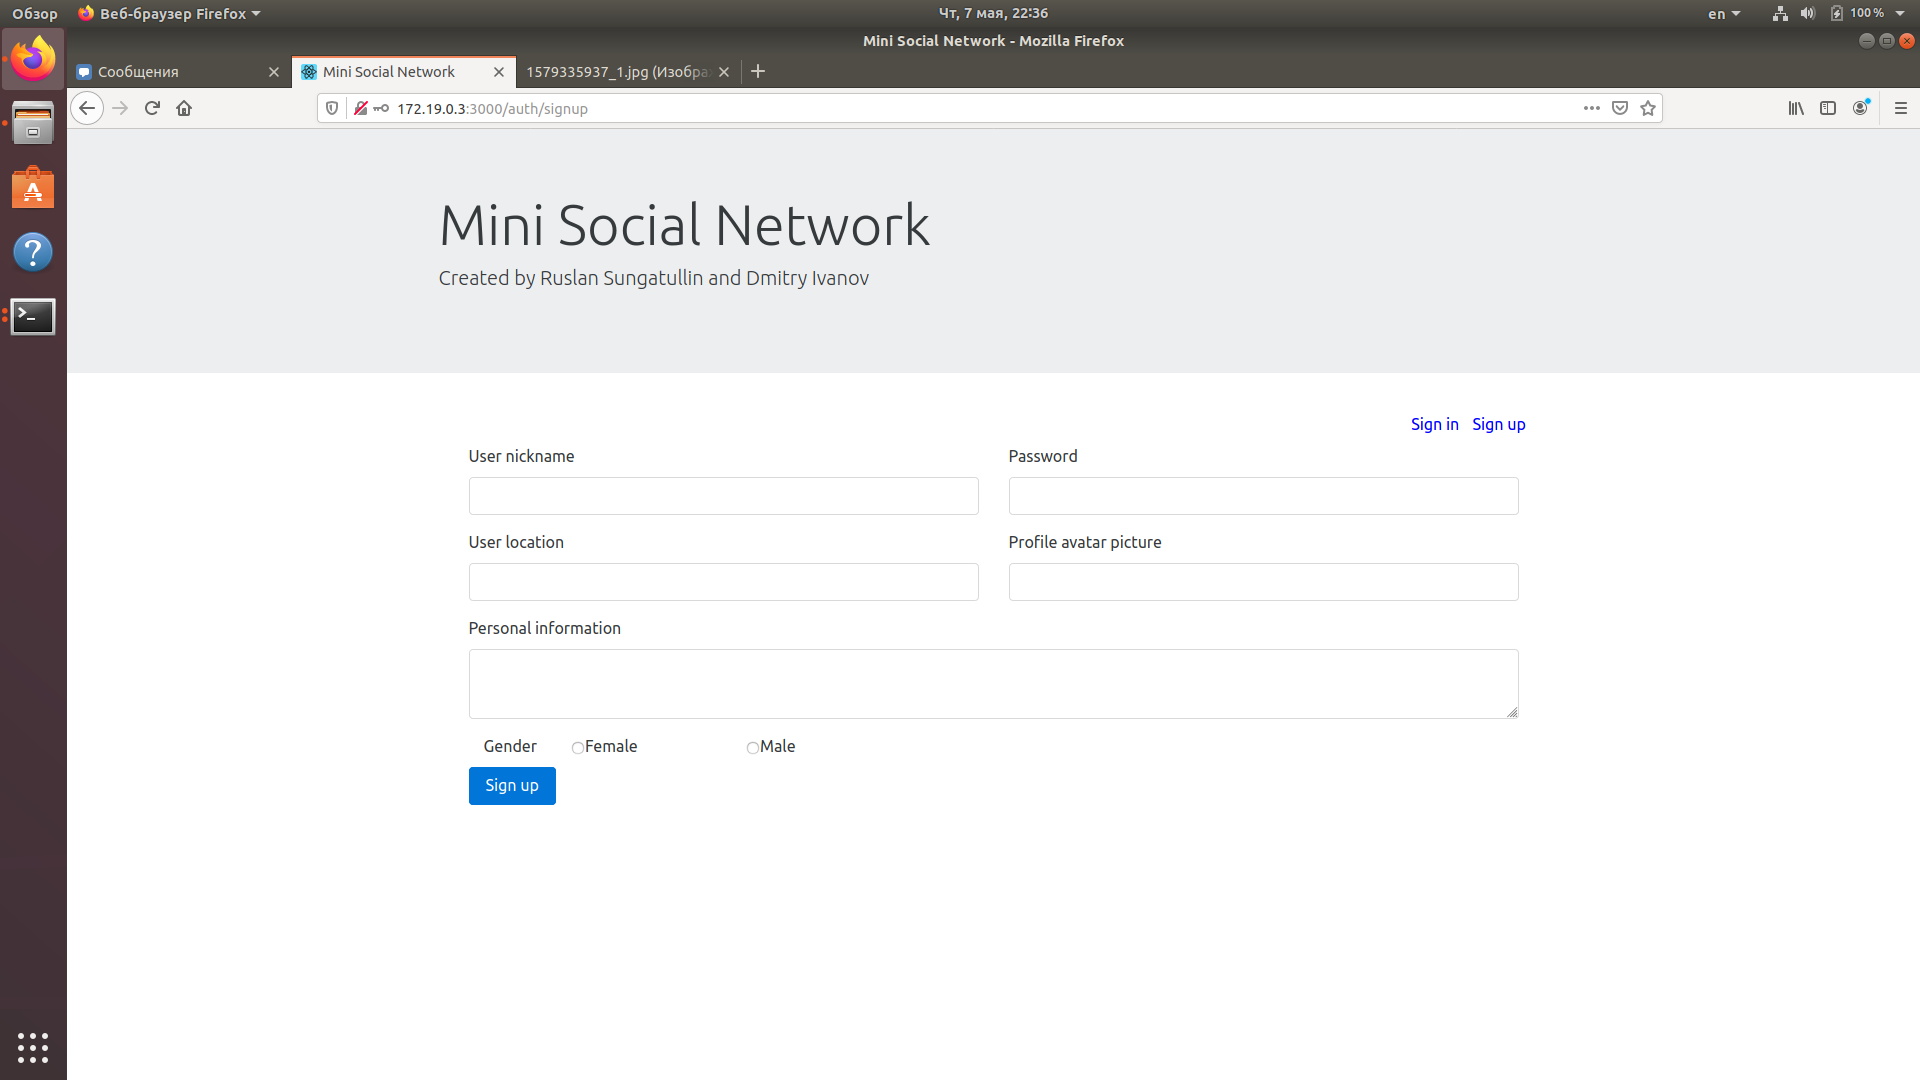 Обзор Веб-браузер Firefox Чт, 7 мая, 22:36 en 100 %
Mini Social Network - Mozilla Firefox
Сообщения Mini Social Network 1579335937_1.jpg (Изобра
172.19.0.3:3000/auth/signup
Mini Social Network
Created by Ruslan Sungatullin and Dmitry Ivanov
Sign in Sign up
User nickname Password
User location Profile avatar picture
Personal information
Gender Female Male
Sign up